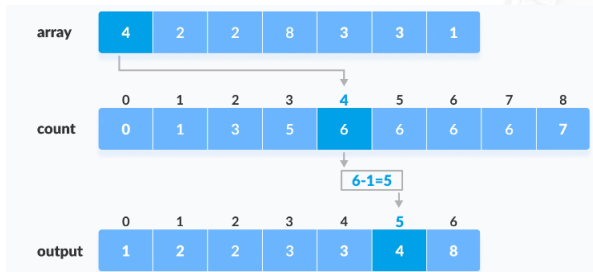 array 4 2 2 8 3 3 1
0 1 2 3 4 5 6 7 8
count 0 1 3 5 6 6 6 6 7
6-1=5
0 1 2 3 4 5 6
output 1 2 2 3 3 4 8